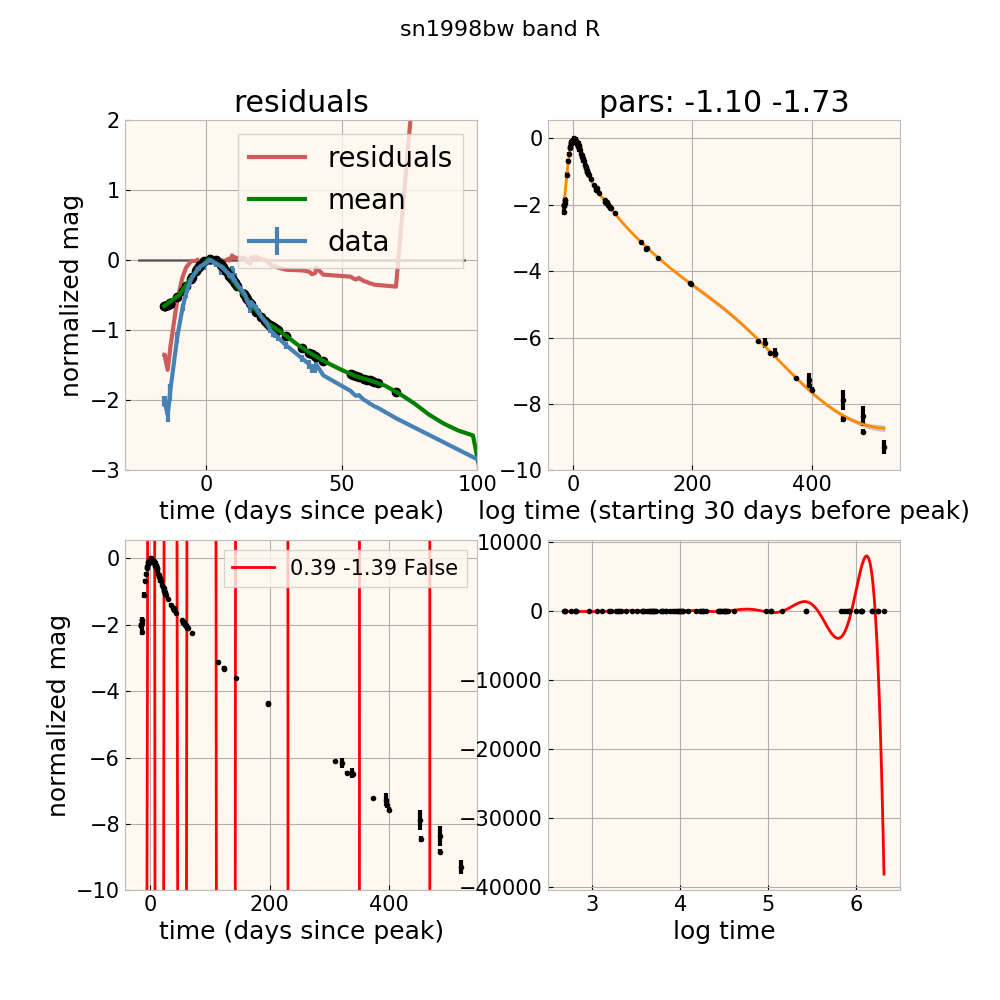 sn1998bw band R
residuals
pars: -1.10 -1.73
2
1
0
−1
−2
−3
normalized mag
residuals
mean
data
0
50
100
time (days since peak)
0
−2
−4
−6
−8
−10
0
200
400
log time (starting 30 days before peak)
0
−2
−4
−6
−8
−10
normalized mag
0.39 -1.39 False
0
200
400
time (days since peak)
10000
0
−10000
−20000
−30000
−40000
3
4
5
6
log time